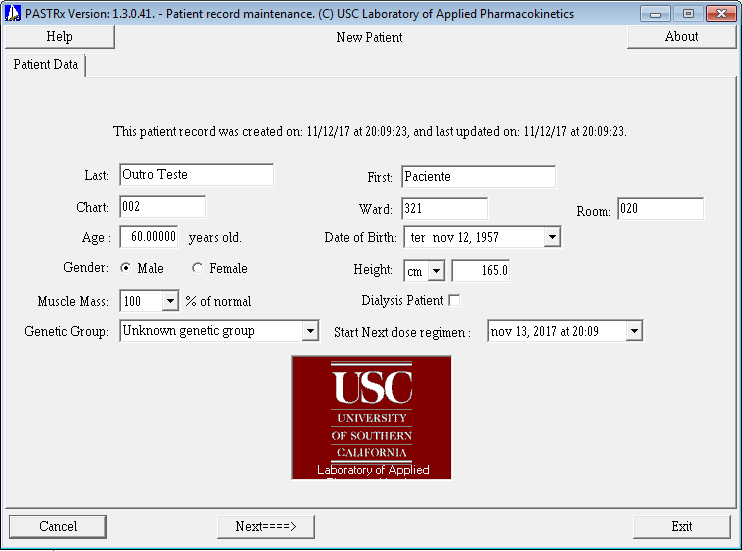 PASTRx Version: 1.3.0.41. - Patient record maintenance. (C) USC Laboratory of Applied Pharmacokinetics
Help New Patient About
Patient Data
This patient record was created on: 11/12/17 at 20:09:23, and last updated on: 11/12/17 at 20:09:23.
Last: Outro Teste First: Paciente
Chart: 002 Ward: 321 Room: 020
Age : 60.00000 years old. Date of Birth: ter nov 12, 1957
Gender: Male Female Height: cm 165.0
Muscle Mass: 100 % of normal Dialysis Patient
Genetic Group: Unknown genetic group Start Next dose regimen : nov 13, 2017 at 20:09
USC
UNIVERSITY
OF SOUTHERN
CALIFORNIA
Laboratory of Applied
Cancel Next====> Exit